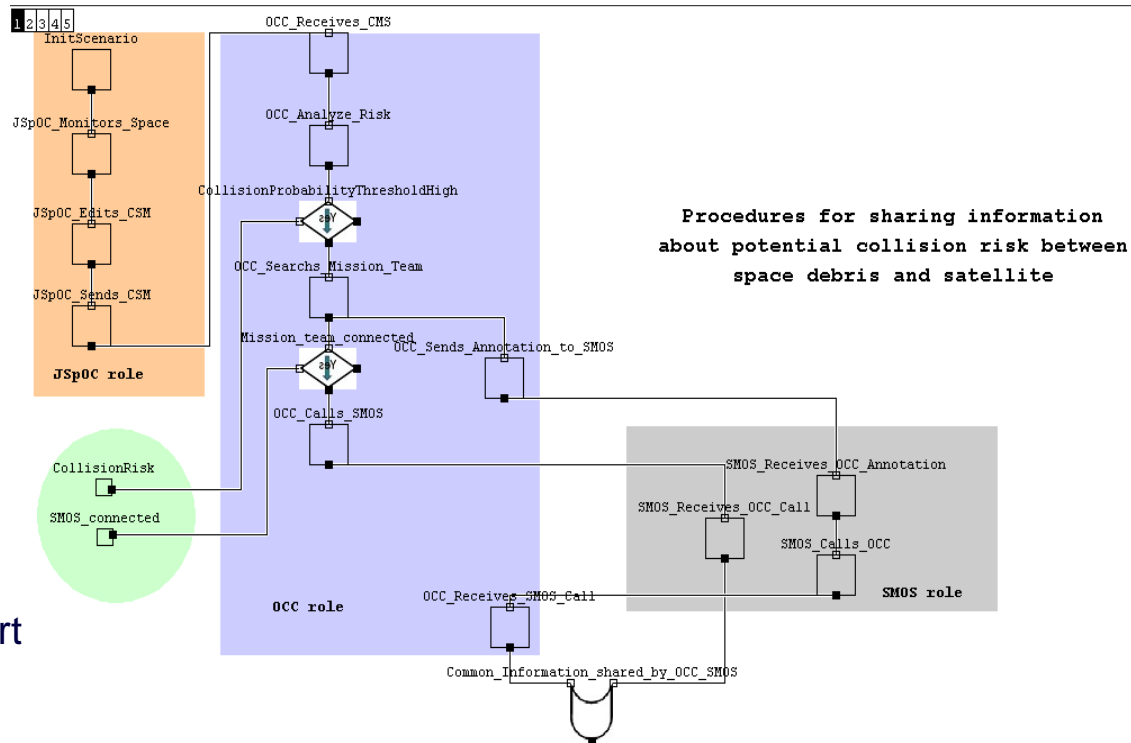 1 2 3 4 5
InitScenario
JSpOC_Monitors_Space
JSpOC_Edits_CSM
JSpOC_Sends_CSM
JSpOC role
OCC_Receives_CMS
OCC_Analyze_Risk
CollisionProbabilityThresholdHigh
Yes
OCC_Searchs_Mission_Team
Mission_team_connected
Yes
OCC_Calls_SMOS
OCC_Sends_Annotation_to_SMOS
Procedures for sharing information
about potential collision risk between
space debris and satellite
CollisionRisk
SMOS_connected
SMOS_Receives_OCC_Annotation
SMOS_Receives_OCC_Call
SMOS_Calls_OCC
SMOS role
OCC role
OCC_Receives_SMOS_Call
rt
Common_Information_shared_by_OCC_SMOS